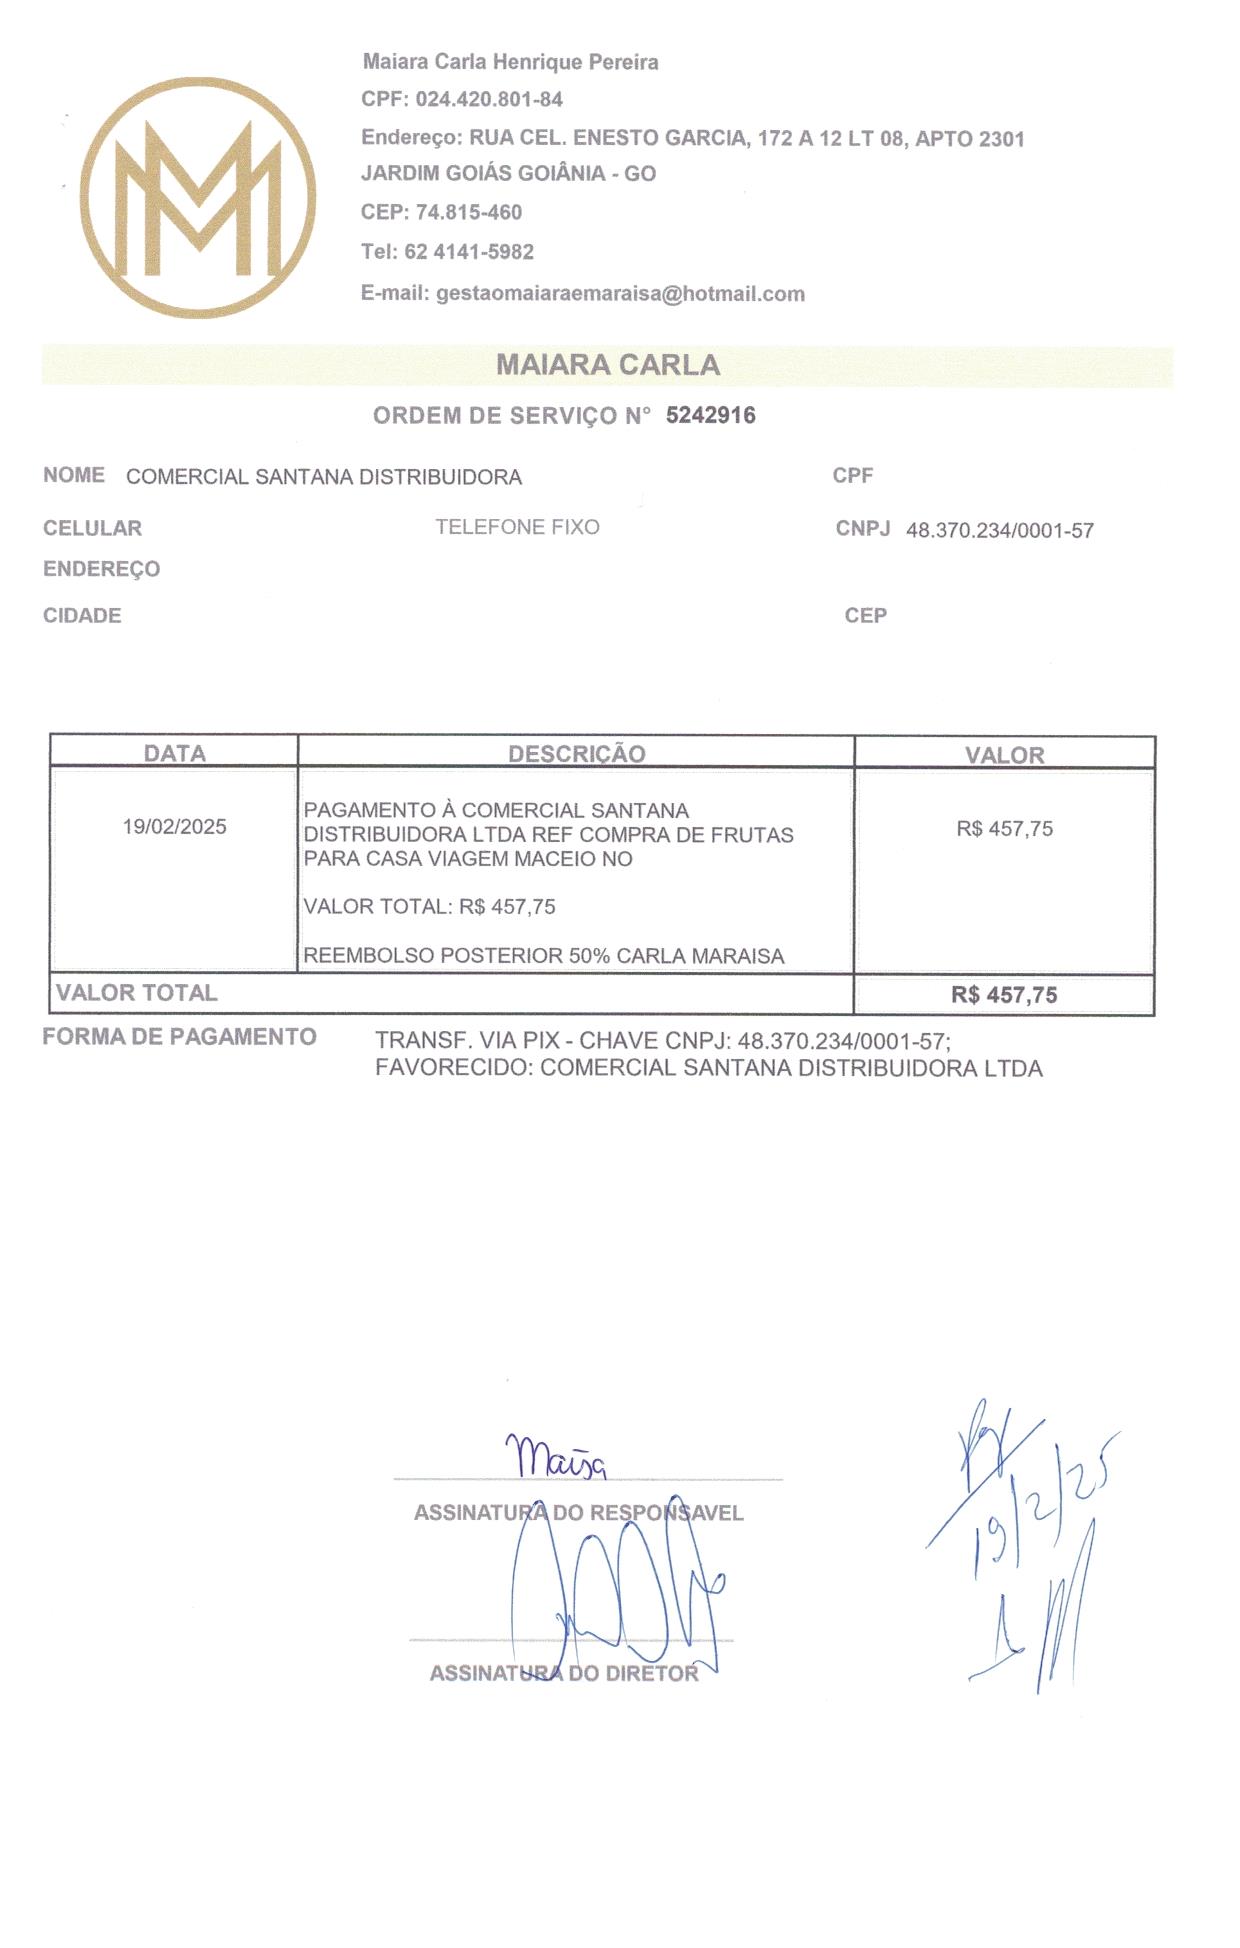 Maiara Carla Henrique Pereira
CPF: 024.420.801-84
Endereço: RUA CEL. ENESTO GARCIA, 172 A 12 LT 08, APTO 2301
JARDIM GOIÁS GOIÂNIA - GO
CEP: 74.815-460
Tel: 62 4141-5982
E-mail: gestaomaiaraemaraisa@hotmail.com
MAIARA CARLA
ORDEM DE SERVIÇO N° 5242916
NOME COMERCIAL SANTANA DISTRIBUIDORA CPF
CELULAR TELEFONE FIXO CNPJ 48.370.234/0001-57
ENDEREÇO
CIDADE CEP
DATA DESCRIÇÃO VALOR
PAGAMENTO À COMERCIAL SANTANA
19/02/2025 DISTRIBUIDORA LTDA REF COMPRA DE FRUTAS R$ 457,75
PARA CASA VIAGEM MACEIO NO
VALOR TOTAL: R$ 457,75
REEMBOLSO POSTERIOR 50% CARLA MARAISA
VALOR TOTAL R$ 457,75
FORMA DE PAGAMENTO TRANSF. VIA PIX - CHAVE CNPJ: 48.370.234/0001-57;
FAVORECIDO: COMERCIAL SANTANA DISTRIBUIDORA LTDA
Maisa
ASSINATURA DO RESPONSAVEL
19/2/25
ASSINATURA DO DIRETOR